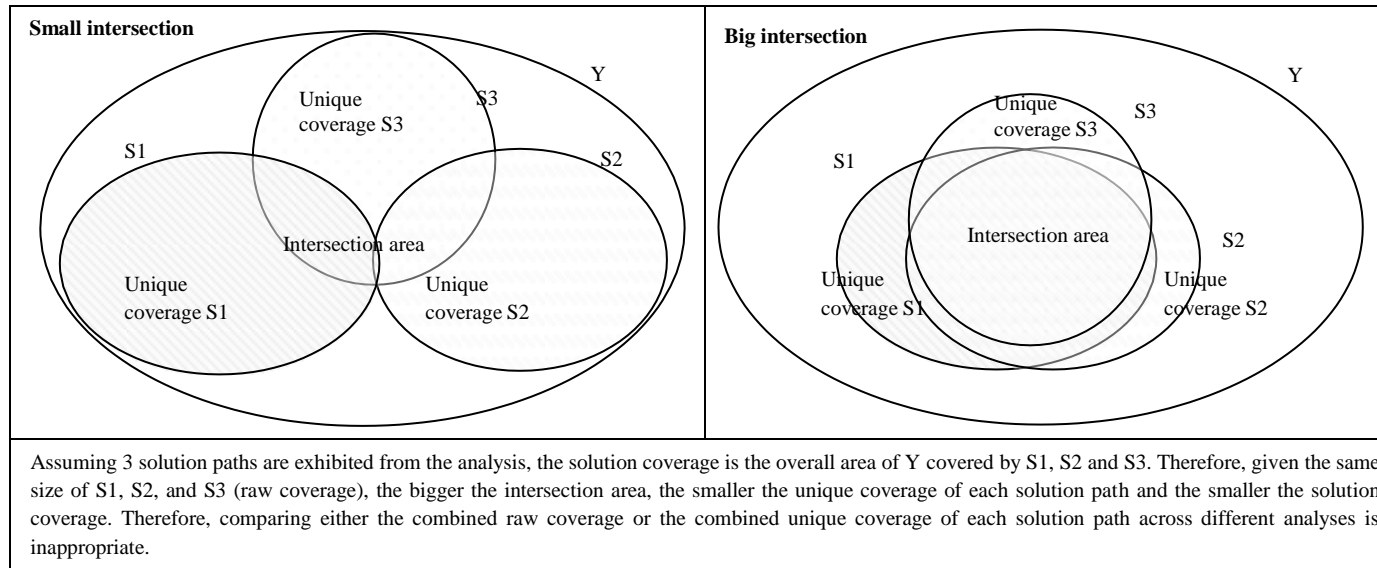 Small intersection
Y
Unique
coverage S3
S3
S1
S2
Intersection area
Unique
coverage S1
Unique
coverage S2
Big intersection
Y
Unique
coverage S3
S3
S1
Intersection area
S2
Unique
coverage S1
Unique
coverage S2
Assuming 3 solution paths are exhibited from the analysis, the solution coverage is the overall area of Y covered by S1, S2 and S3. Therefore, given the same
size of S1, S2, and S3 (raw coverage), the bigger the intersection area, the smaller the unique coverage of each solution path and the smaller the solution
coverage. Therefore, comparing either the combined raw coverage or the combined unique coverage of each solution path across different analyses is
inappropriate.